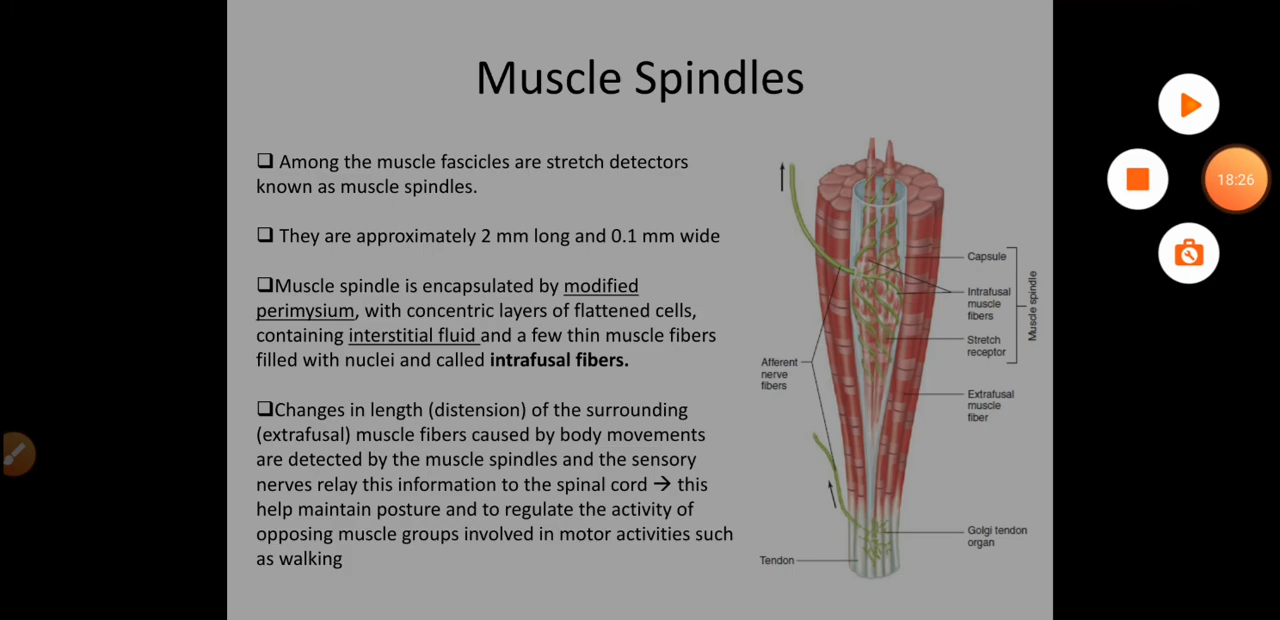 Muscle Spindles
❑ Among the muscle fascicles are stretch detectors
known as muscle spindles.
❑ They are approximately 2 mm long and 0.1 mm wide
❑Muscle spindle is encapsulated by modified
perimysium, with concentric layers of flattened cells,
containing interstitial fluid and a few thin muscle fibers
filled with nuclei and called intrafusal fibers.
❑Changes in length (distension) of the surrounding
(extrafusal) muscle fibers caused by body movements
are detected by the muscle spindles and the sensory
nerves relay this information to the spinal cord → this
help maintain posture and to regulate the activity of
opposing muscle groups involved in motor activities such
as walking
Capsule
Intrafusal
muscle
fibers
Stretch
receptor
Muscle spindle
Afferent
nerve
fibers
Extrafusal
muscle
fiber
Golgi tendon
organ
Tendon
18:26